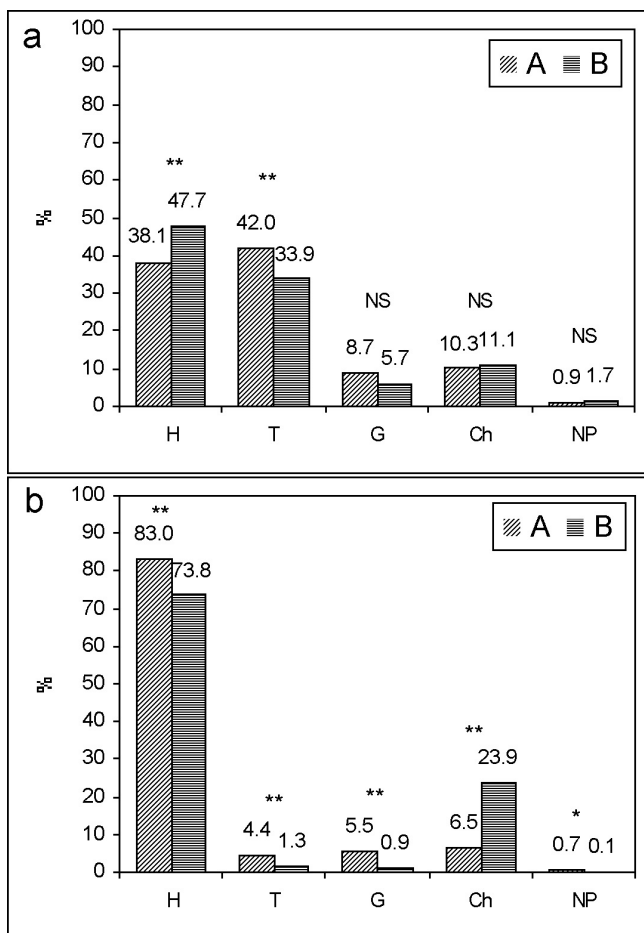 a
A B
100
90
80
70
60
50
40
30
20
10
0
%
** **
38.1 47.7 42.0 33.9
NS NS NS
8.7 5.7 10.3 11.1 0.9 1.7
H T G Ch NP
b
A B
100
90
80
70
60
50
40
30
20
10
0
%
** ** ** ** *
83.0 73.8 4.4 1.3 5.5 0.9 6.5 23.9 0.7 0.1
H T G Ch NP